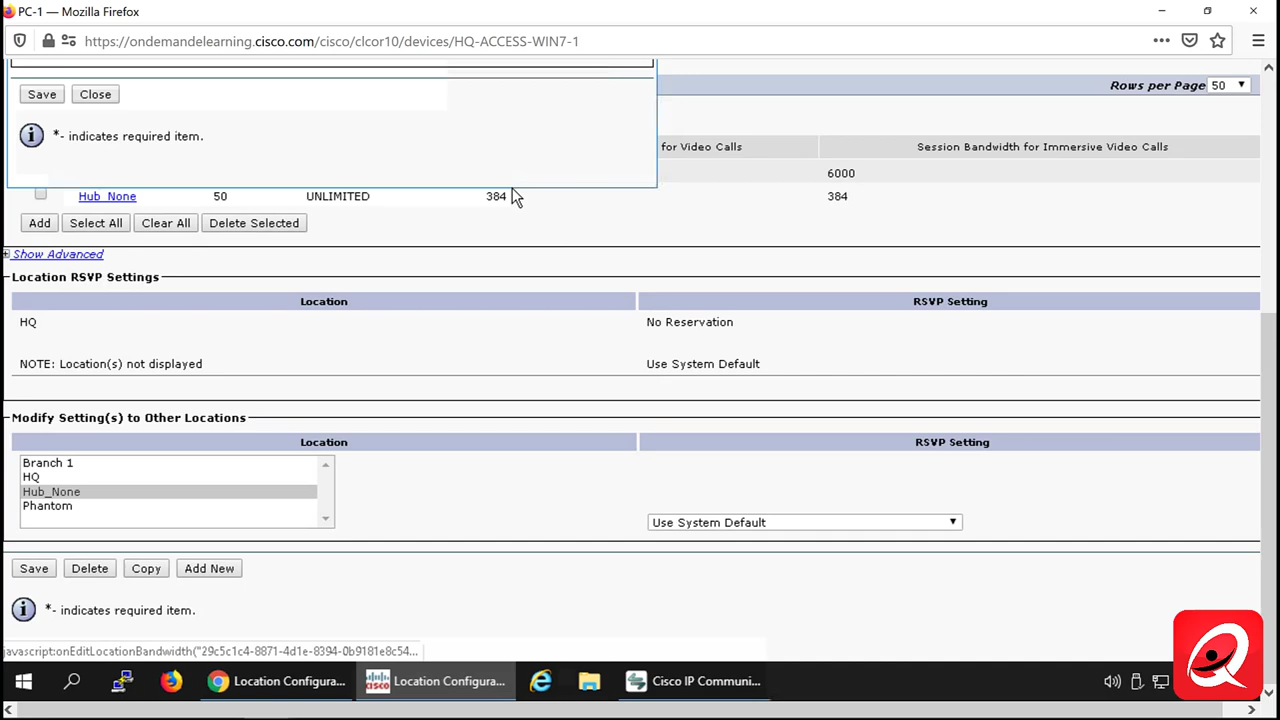 PC-1 — Mozilla Firefox
https://ondemandelearning.cisco.com/cisco/clcor10/devices/HQ-ACCESS-WIN7-1
Rows per Page 50
Save Close
*- indicates required item.
for Video Calls Session Bandwidth for Immersive Video Calls
6000
Hub_None 50 UNLIMITED 384 384
Add Select All Clear All Delete Selected
Show Advanced
Location RSVP Settings
Location RSVP Setting
HQ No Reservation
NOTE: Location(s) not displayed Use System Default
Modify Setting(s) to Other Locations
Location RSVP Setting
Branch 1
HQ
Hub_None
Phantom
Use System Default
Save Delete Copy Add New
*- indicates required item.
javascript:onEditLocationBandwidth("29c5c1c4-8871-4d1e-8394-0b9181e8c54...
Location Configura... cisco Location Configura... Cisco IP Communi...